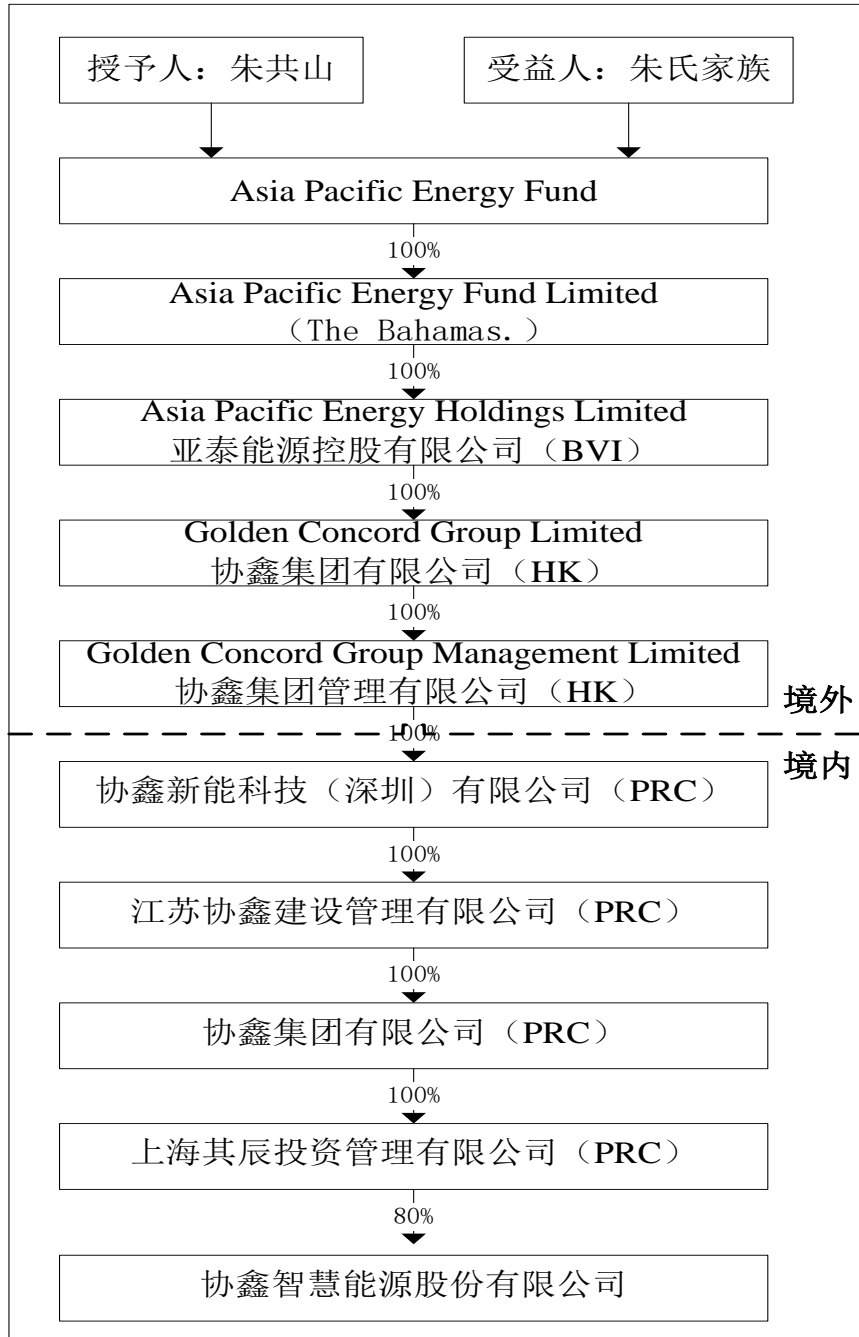 授予人：朱共山
受益人：朱氏家族
Asia Pacific Energy Fund
100%
Asia Pacific Energy Fund Limited
（The Bahamas.）
100%
Asia Pacific Energy Holdings Limited
亚泰能源控股有限公司（BVI）
100%
Golden Concord Group Limited
协鑫集团有限公司（HK）
100%
Golden Concord Group Management Limited
协鑫集团管理有限公司（HK）
境外
100%
境内
协鑫新能科技（深圳）有限公司（PRC）
100%
江苏协鑫建设管理有限公司（PRC）
100%
协鑫集团有限公司（PRC）
100%
上海其辰投资管理有限公司（PRC）
80%
协鑫智慧能源股份有限公司